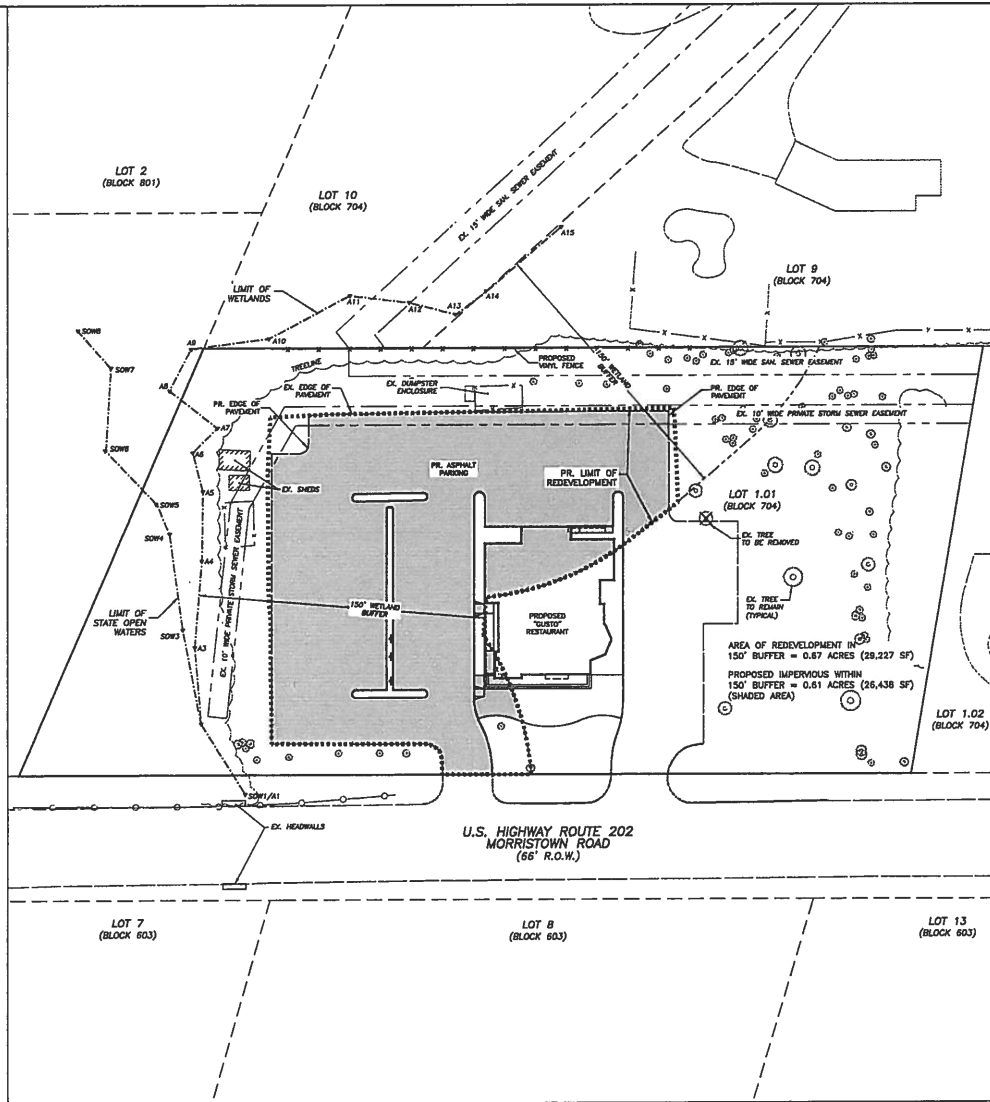 LOT 2
(BLOCK 801)
LOT 10
(BLOCK 704)
EX. 15' WIDE SAN. SEWER EASEMENT
A15
LOT 9
(BLOCK 704)
LIMIT OF
WETLANDS
A11
A12
A13
A14
SOW8
A9
A10
SOW7
TREELINE
PROPOSED
VINYL FENCE
150' WETLAND
BUFFER
EX. 15' WIDE SAN. SEWER EASEMENT
A8
EX. EDGE OF
PAVEMENT
EX. DUMPSTER
ENCLOSURE
PR. EDGE OF
PAVEMENT
PR. EDGE OF
PAVEMENT
EX. 10' WIDE PRIVATE STORM SEWER EASEMENT
A7
SOW6
A6
EX. SHEDS
PR. ASPHALT
PARKING
PR. LIMIT OF
REDEVELOPMENT
LOT 1.01
(BLOCK 704)
A5
SOW5
EX. TREE
TO BE REMOVED
SOW4
A4
EX. 10' WIDE PRIVATE STORM SEWER EASEMENT
LIMIT OF
STATE OPEN
WATERS
150' WETLAND
BUFFER
PROPOSED
"GUSTO"
RESTAURANT
EX. TREE
TO REMAIN
(TYPICAL)
SOW3
A3
AREA OF REDEVELOPMENT IN
150' BUFFER = 0.67 ACRES (29,227 SF)
PROPOSED IMPERVIOUS WITHIN
150' BUFFER = 0.61 ACRES (26,438 SF)
(SHADED AREA)
LOT 1.02
(BLOCK 704)
SOW1/A1
EX. HEADWALLS
U.S. HIGHWAY ROUTE 202
MORRISTOWN ROAD
(66' R.O.W.)
LOT 7
(BLOCK 603)
LOT 8
(BLOCK 603)
LOT 13
(BLOCK 603)